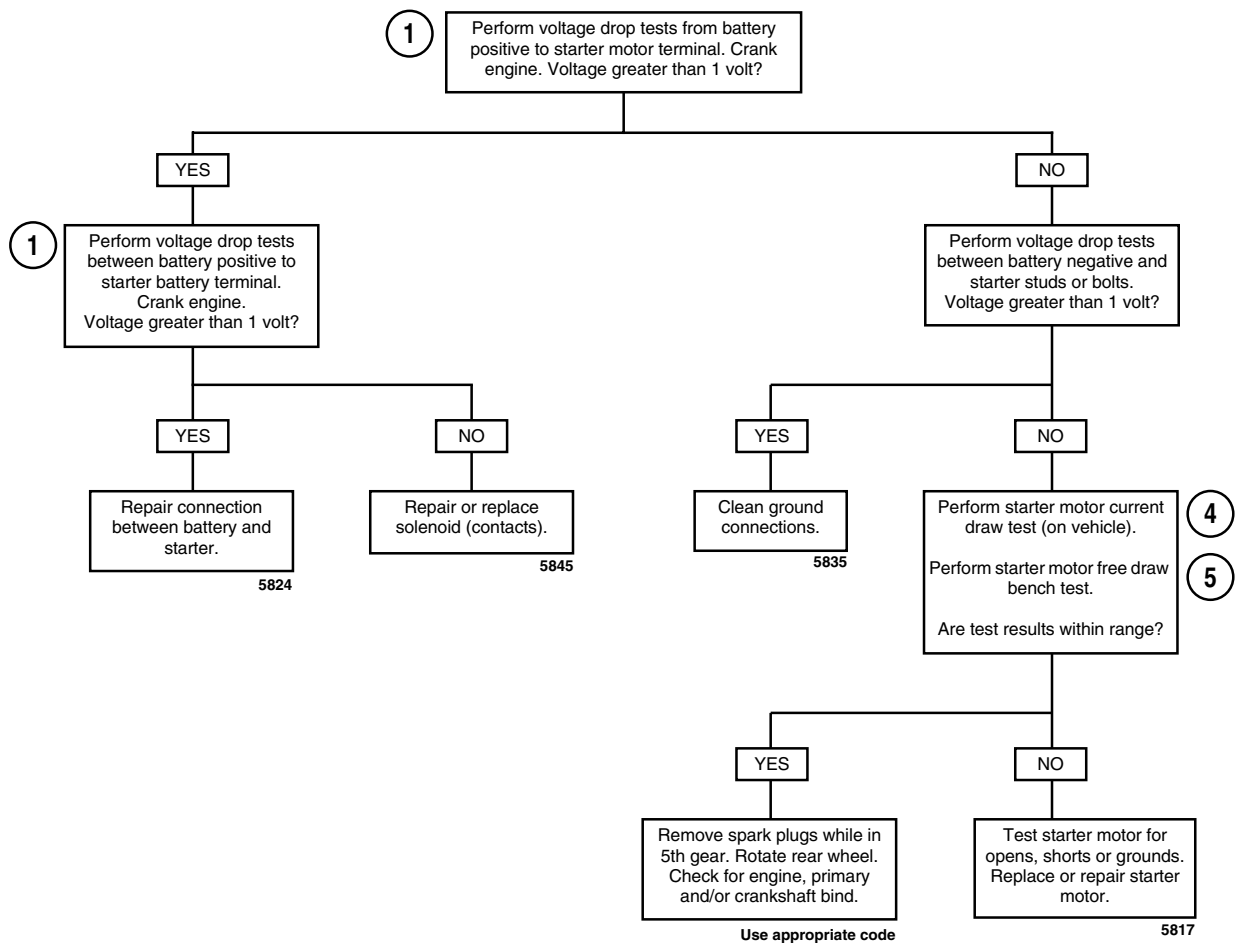 1
Perform voltage drop tests from battery
positive to starter motor terminal. Crank
engine. Voltage greater than 1 volt?
YES
NO
1
Perform voltage drop tests
between battery positive to
starter battery terminal.
Crank engine.
Voltage greater than 1 volt?
Perform voltage drop tests
between battery negative and
starter studs or bolts.
Voltage greater than 1 volt?
YES
NO
YES
NO
Repair connection
between battery and
starter.
5824
Repair or replace
solenoid (contacts).
5845
Clean ground
connections.
5835
Perform starter motor current
draw test (on vehicle).
4
Perform starter motor free draw
bench test.
5
Are test results within range?
YES
NO
Remove spark plugs while in
5th gear. Rotate rear wheel.
Check for engine, primary
and/or crankshaft bind.
Use appropriate code
Test starter motor for
opens, shorts or grounds.
Replace or repair starter
motor.
5817